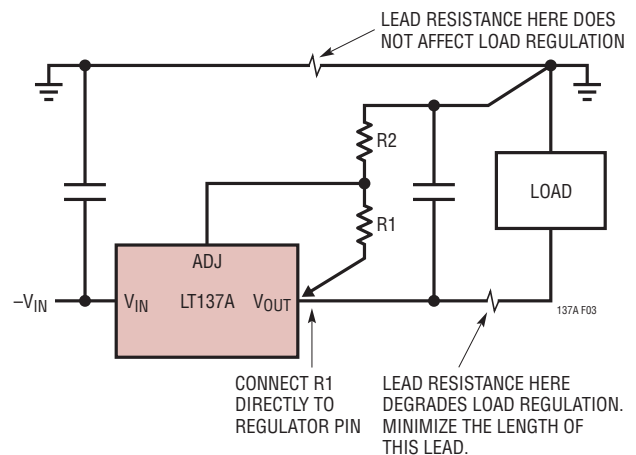 LEAD RESISTANCE HERE DOES
NOT AFFECT LOAD REGULATION
R2
R1
LOAD
ADJ
–VIN
VIN
LT137A
VOUT
137A F03
CONNECT R1
DIRECTLY TO
REGULATOR PIN
LEAD RESISTANCE HERE
DEGRADES LOAD REGULATION.
MINIMIZE THE LENGTH OF
THIS LEAD.